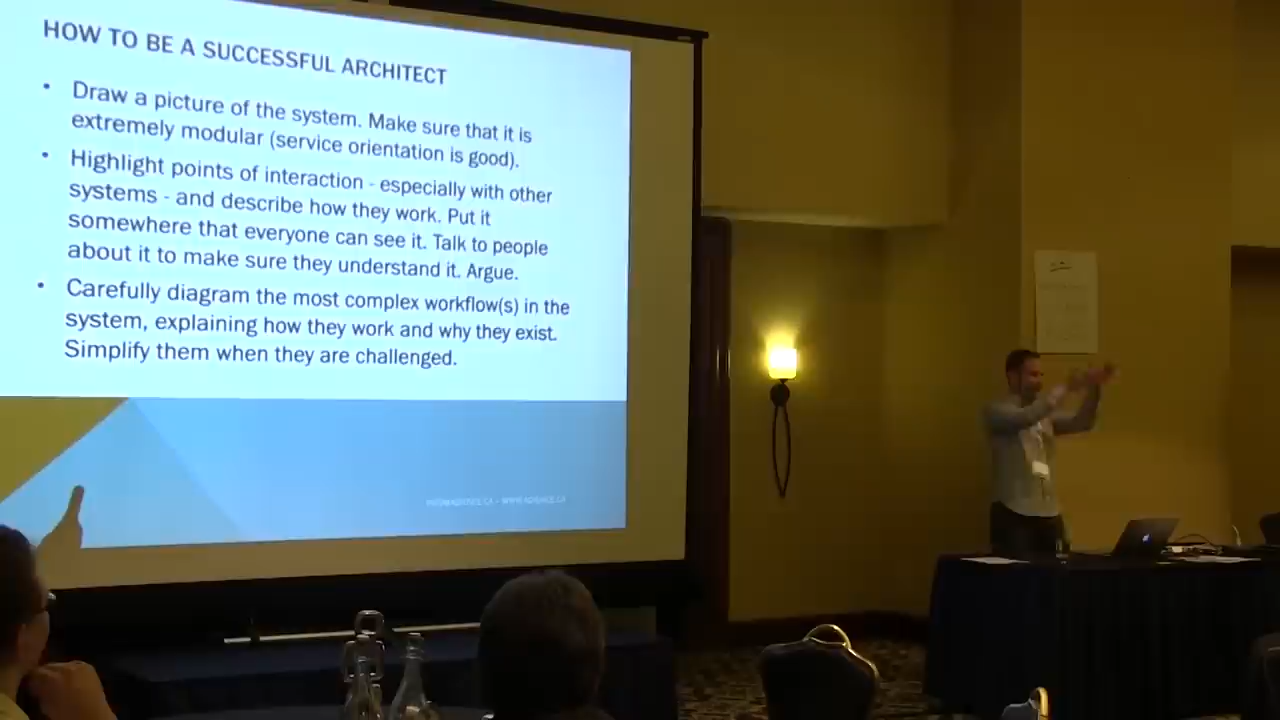 HOW TO BE A SUCCESSFUL ARCHITECT
• Draw a picture of the system. Make sure that it is
extremely modular (service orientation is good).
• Highlight points of interaction - especially with other
systems - and describe how they work. Put it
somewhere that everyone can see it. Talk to people
about it to make sure they understand it. Argue.
• Carefully diagram the most complex workflow(s) in the
system, explaining how they work and why they exist.
Simplify them when they are challenged.